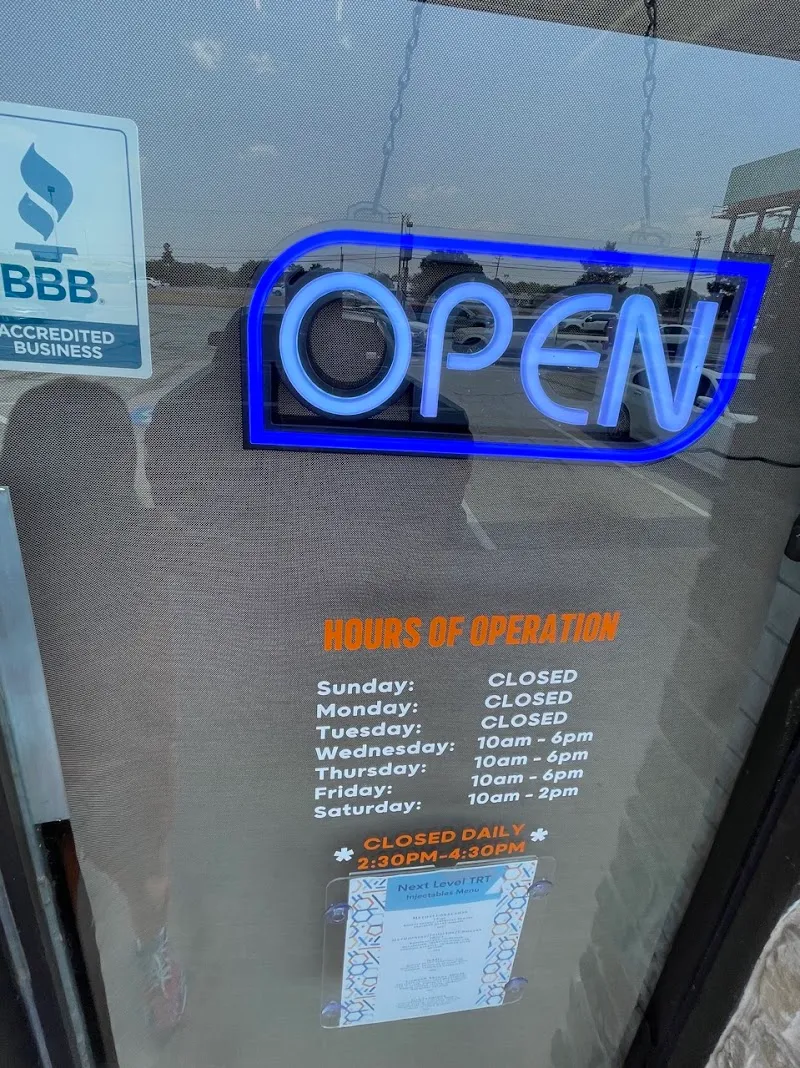 BBB
ACCREDITED
BUSINESS
OPEN
HOURS OF OPERATION
Sunday: CLOSED
Monday: CLOSED
Tuesday: CLOSED
Wednesday: 10am - 6pm
Thursday: 10am - 6pm
Friday: 10am - 6pm
Saturday: 10am - 2pm
* CLOSED DAILY *
2:30PM-4:30PM
Next Level TRT
Injectables Menu